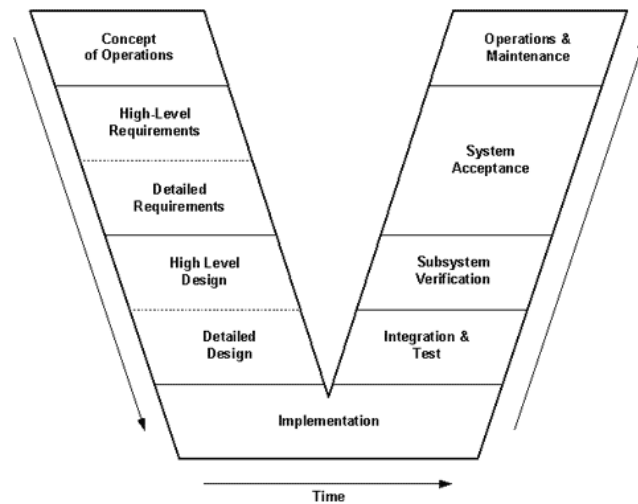 Concept
of Operations
High-Level
Requirements
Detailed
Requirements
High Level
Design
Detailed
Design
Implementation
Integration &
Test
Subsystem
Verification
System
Acceptance
Operations &
Maintenance
Time